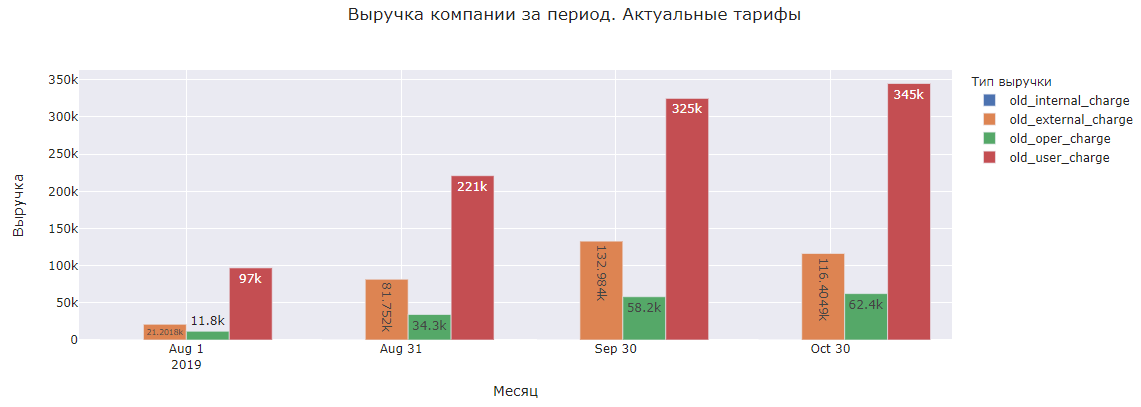 Выручка компании за период. Актуальные тарифы
Тип выручки
old_internal_charge
old_external_charge
old_oper_charge
old_user_charge
Выручка
350k
300k
250k
200k
150k
100k
50k
0
21.2018k
11.8k
97k
81.752k
34.3k
221k
132.984k
58.2k
325k
116.4049k
62.4k
345k
Aug 1
2019
Aug 31
Sep 30
Oct 30
Месяц